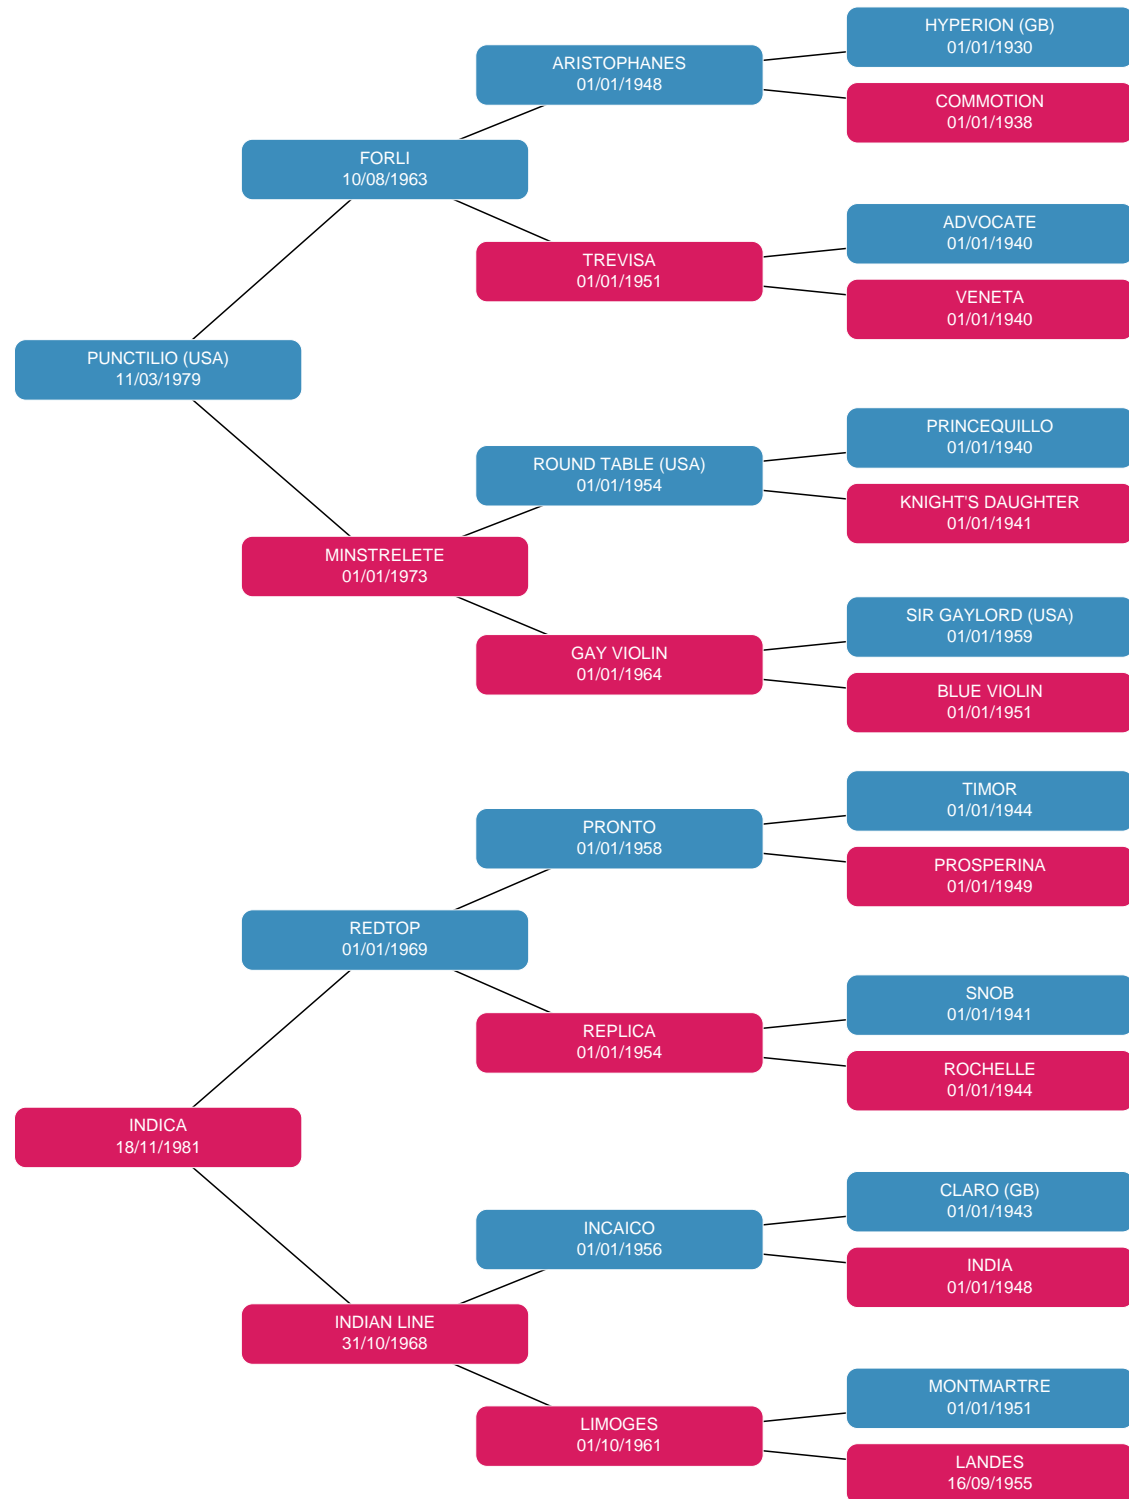 HYPERION (GB)
01/01/1930
ARISTOPHANES
01/01/1948
COMMOTION
01/01/1938
FORLI
10/08/1963
ADVOCATE
01/01/1940
TREVISA
01/01/1951
VENETA
01/01/1940
PUNCTILIO (USA)
11/03/1979
PRINCEQUILLO
01/01/1940
ROUND TABLE (USA)
01/01/1954
KNIGHT'S DAUGHTER
01/01/1941
MINSTRELETE
01/01/1973
SIR GAYLORD (USA)
01/01/1959
GAY VIOLIN
01/01/1964
BLUE VIOLIN
01/01/1951
TIMOR
01/01/1944
PRONTO
01/01/1958
PROSPERINA
01/01/1949
REDTOP
01/01/1969
SNOB
01/01/1941
REPLICA
01/01/1954
ROCHELLE
01/01/1944
INDICA
18/11/1981
CLARO (GB)
01/01/1943
INCAICO
01/01/1956
INDIA
01/01/1948
INDIAN LINE
31/10/1968
MONTMARTRE
01/01/1951
LIMOGES
01/10/1961
LANDES
16/09/1955